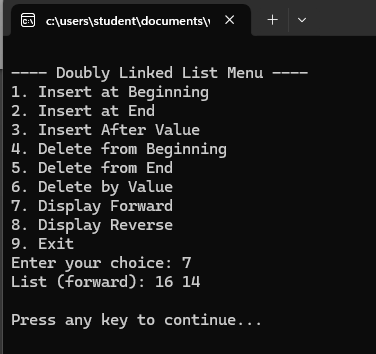 c:\users\student\documents\
---- Doubly Linked List Menu ----
1. Insert at Beginning
2. Insert at End
3. Insert After Value
4. Delete from Beginning
5. Delete from End
6. Delete by Value
7. Display Forward
8. Display Reverse
9. Exit
Enter your choice: 7
List (forward): 16 14
Press any key to continue...